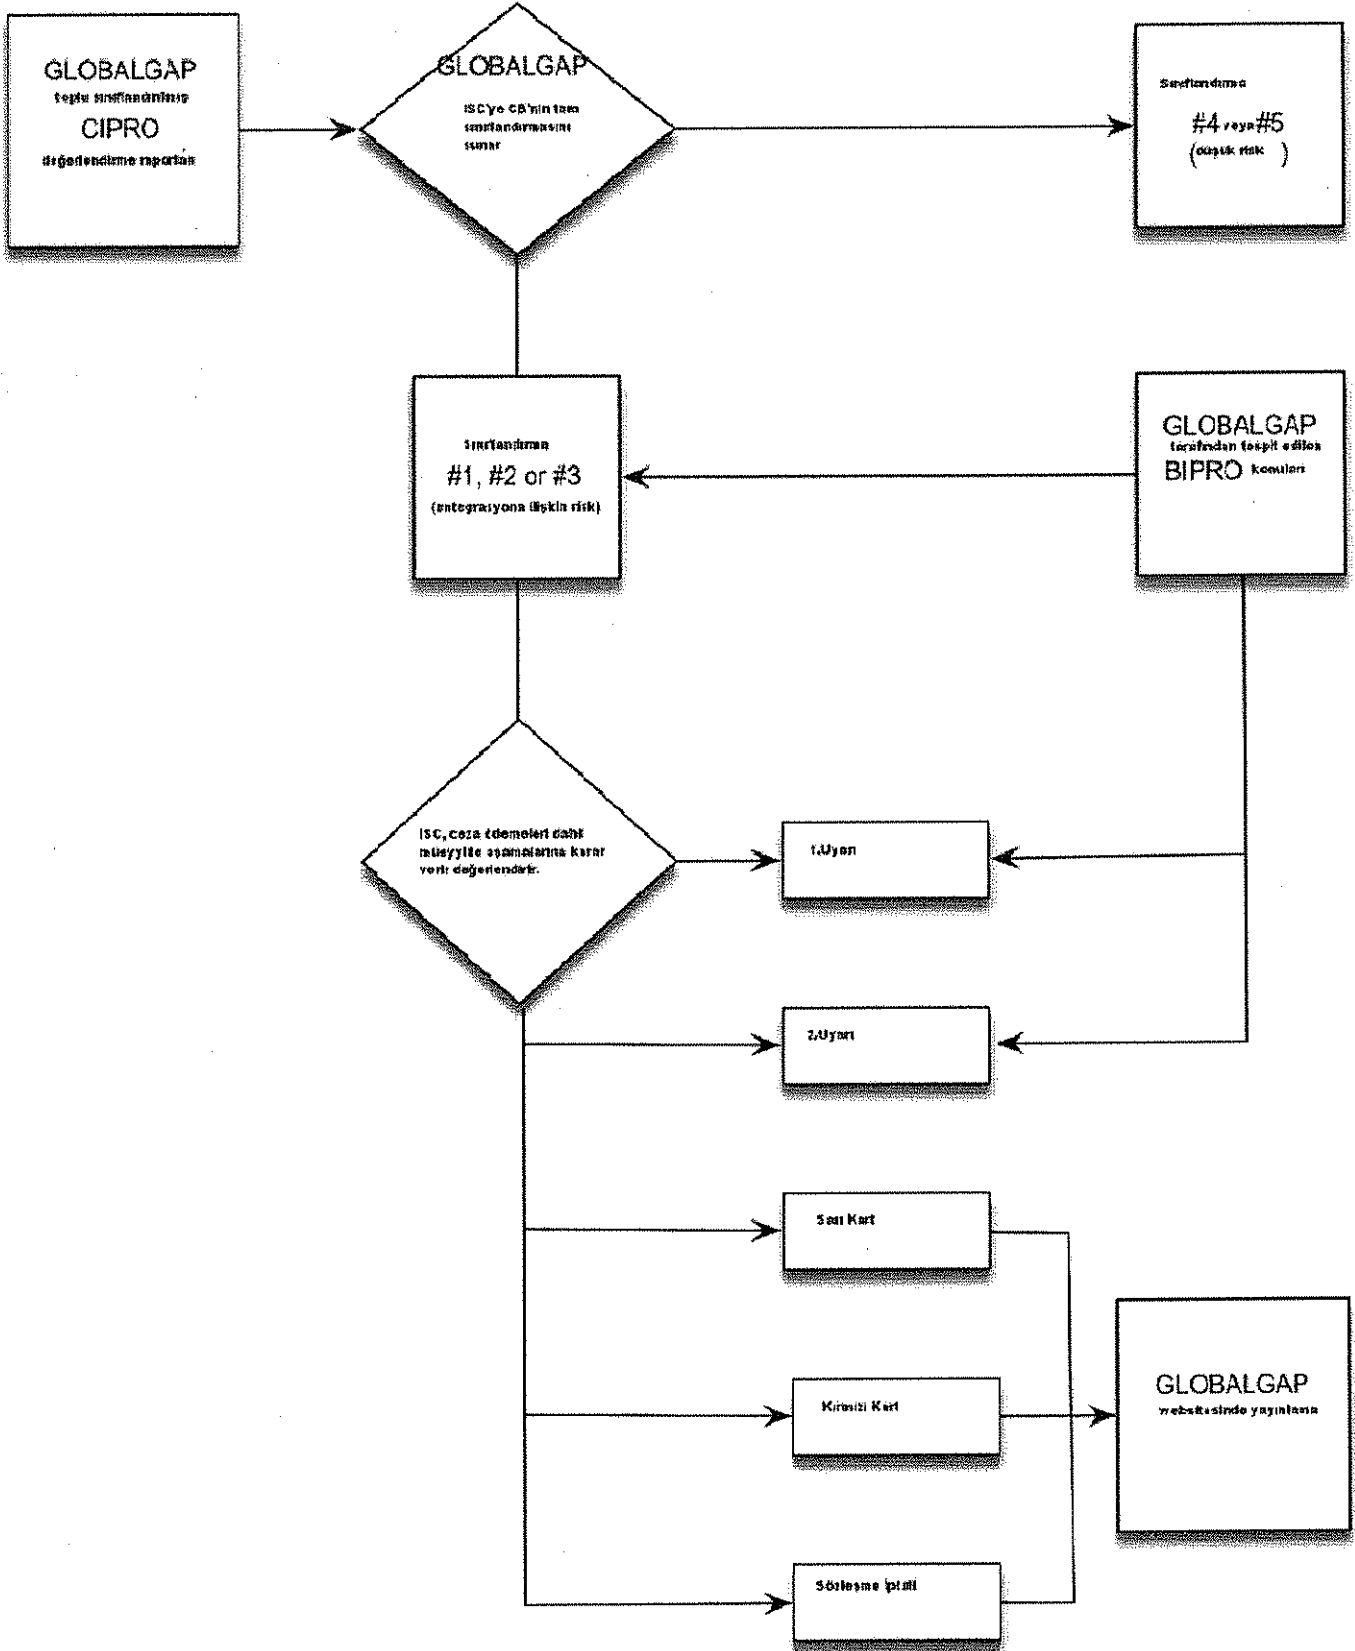 GLOBALGAP
toplu sınıflandırılmış
CIPRO
değerlendirme raporları
GLOBALGAP
ISC'ye CB'nin tam
sınıflandırmasını
sunar
Sınıflandırma
#4 veya #5
(düşük risk )
Sınıflandırma
#1, #2 or #3
(entegrasyona ilişkin risk)
GLOBALGAP
tarafından tespit edilen
BIPRO konuları
ISC, ceza ödemeleri dahil
müeyyide aşamalarına karar
verir değerlendirir.
1.Uyarı
2.Uyarı
Sarı Kart
Kırmızı Kart
GLOBALGAP
websitesinde yayınlama
Sözleşme İptali